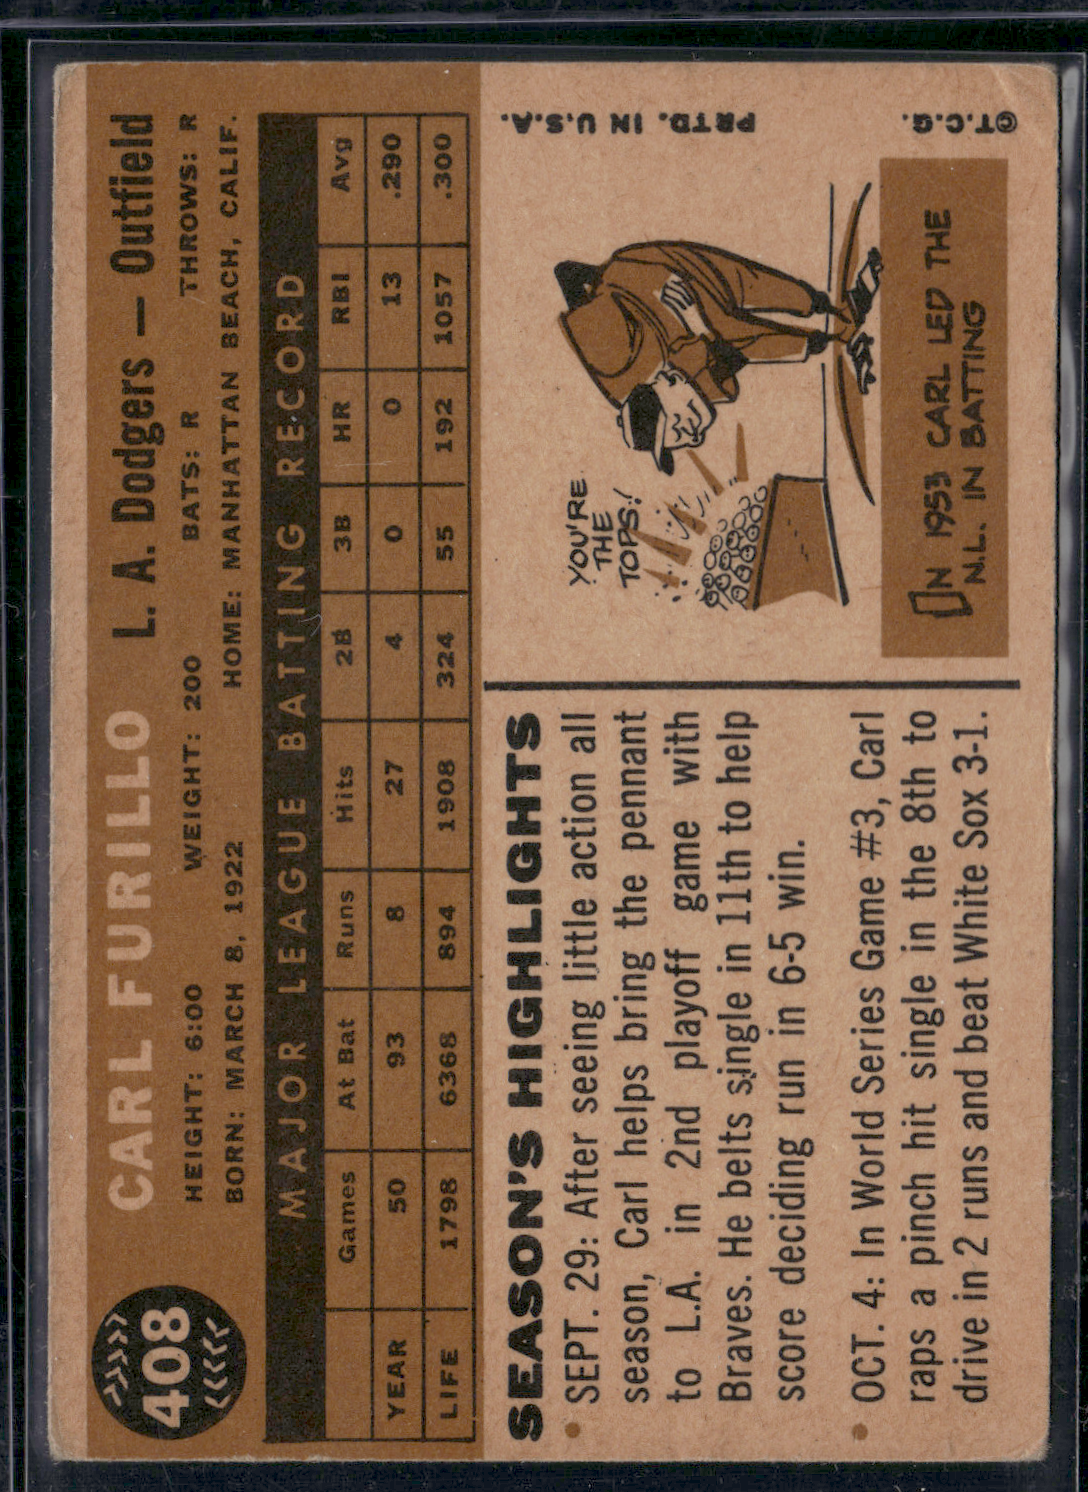 408
CARL FURILLO L. A. Dodgers — Outfield
HEIGHT: 6:00 WEIGHT: 200 BATS: R THROWS: R
BORN: MARCH 8, 1922 HOME: MANHATTAN BEACH, CALIF.
MAJOR LEAGUE BATTING RECORD
Games At Bat Runs Hits 2B 3B HR RBI Avg
YEAR 50 93 8 27 4 0 0 13 .290
LIFE 1798 6368 894 1908 324 55 192 1057 .300
SEASON'S HIGHLIGHTS
• SEPT. 29: After seeing little action all
season, Carl helps bring the pennant
to L.A. in 2nd playoff game with
Braves. He belts single in 11th to help
score deciding run in 6-5 win.
• OCT. 4: In World Series Game #3, Carl
raps a pinch hit single in the 8th to
drive in 2 runs and beat White Sox 3-1.
YOU'RE
THE
TOPS!
IN 1953 CARL LED THE
N.L. IN BATTING
©T.C.G.
PRTD. IN U.S.A.